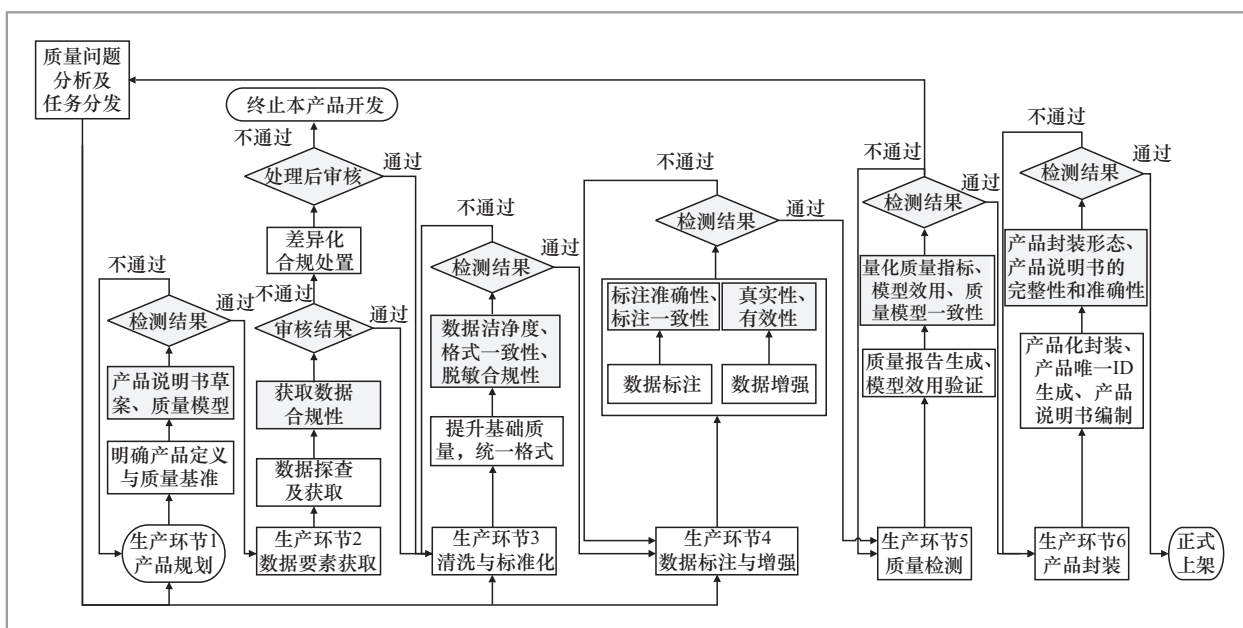 质量问题
分析及
任务分发
终止本产品开发
不通过
处理后审核
通过
差异化
合规处置
不通过
审核结果
通过
获取数据
合规性
数据探查
及获取
生产环节2
数据要素获取
不通过
检测结果
通过
产品说明书草
案、质量模型
明确产品定义
与质量基准
生产环节1
产品规划
不通过
检测结果
通过
数据洁净度、
格式一致性、
脱敏合规性
提升基础质
量，统一格式
生产环节3
清洗与标准化
不通过
检测结果
通过
标注准确性、
标注一致性
真实性、
有效性
数据标注
数据增强
生产环节4
数据标注与增强
不通过
检测结果
通过
量化质量指标、
模型效用、质
量模型一致性
质量报告生成、
模型效用验证
生产环节5
质量检测
不通过
检测结果
通过
产品封装形态、
产品说明书的
完整性和准确性
产品化封装、
产品唯一ID
生成、产品
说明书编制
生产环节6
产品封装
正式
上架